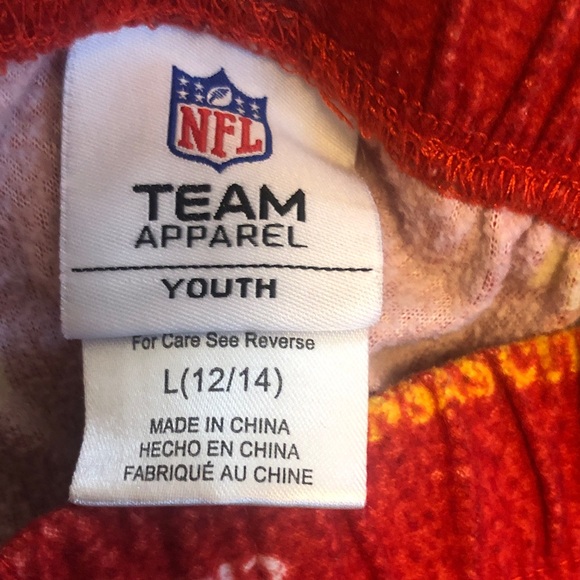 NFL
TEAM
APPAREL
YOUTH
For Care See Reverse
L(12/14)
MADE IN CHINA
HECHO EN CHINA
FABRIQUÉ AU CHINE